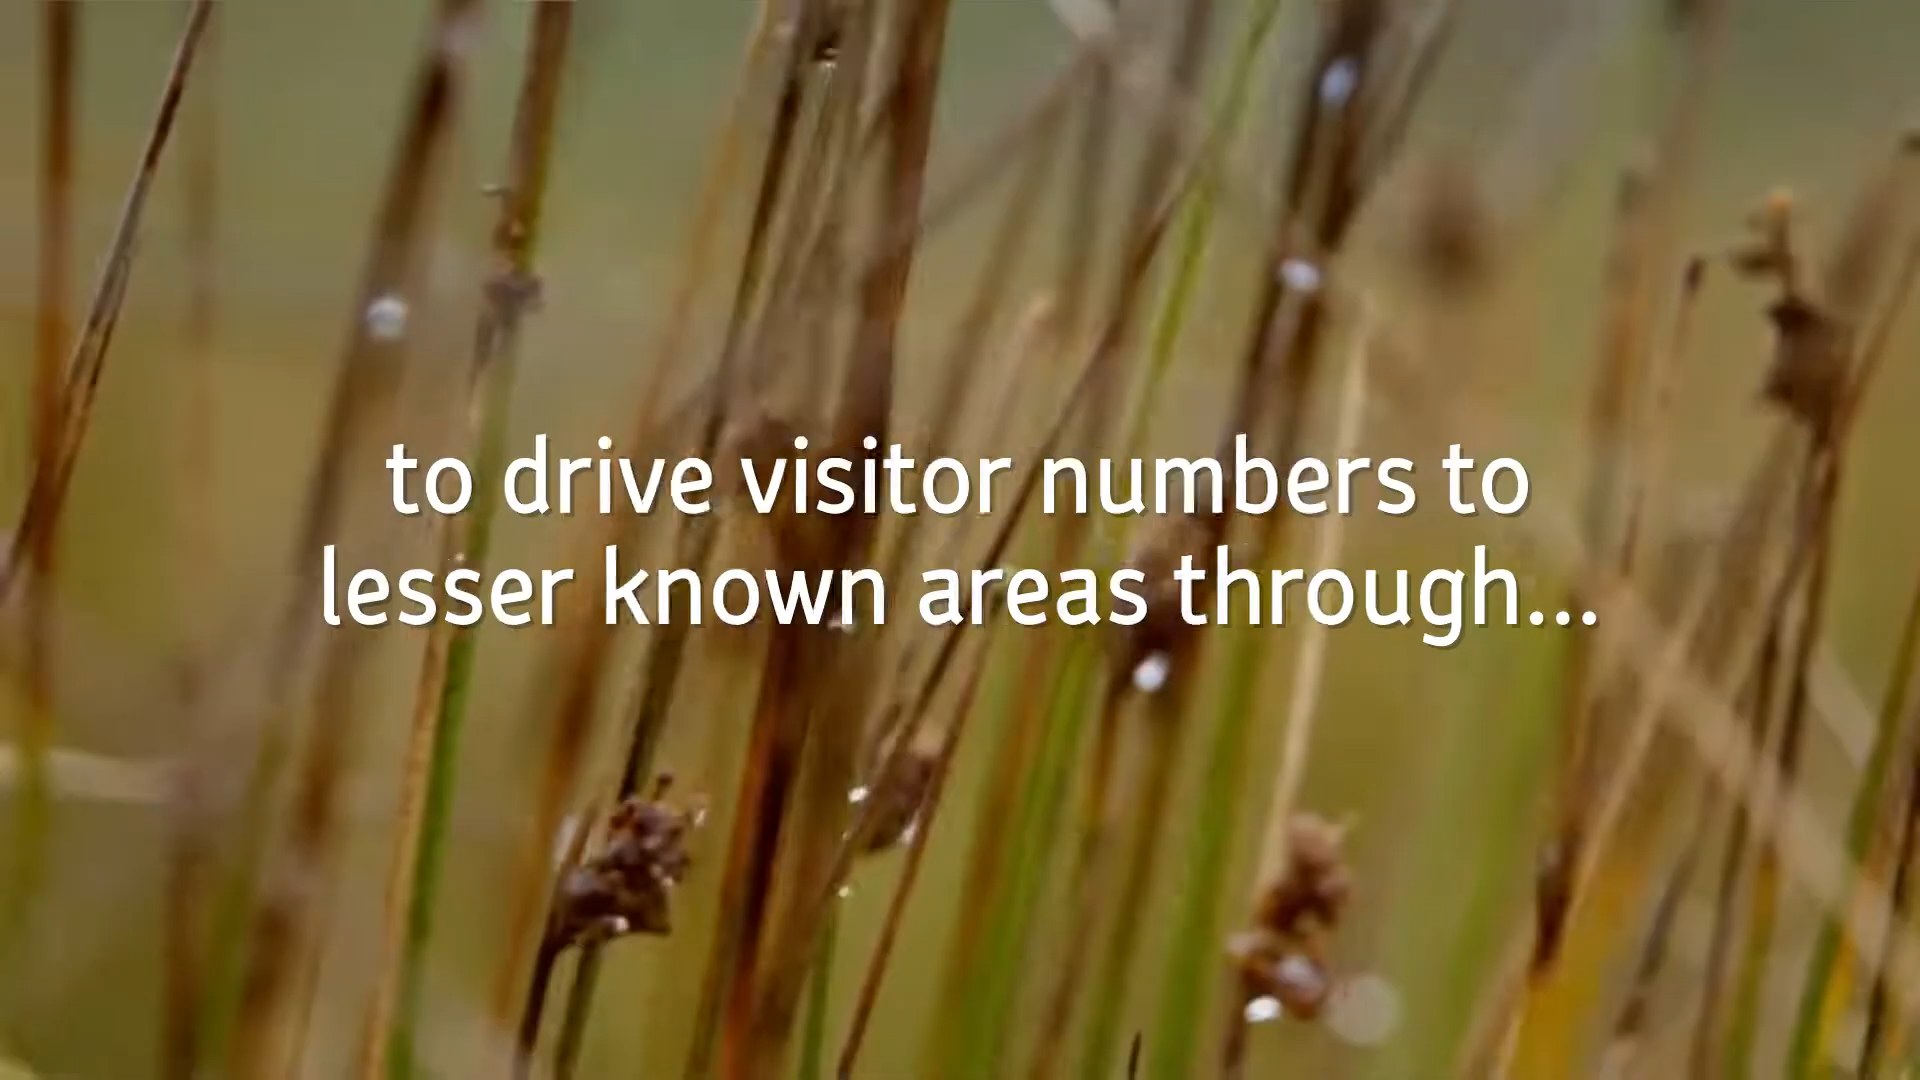 to drive visitor numbers to
lesser known areas through...